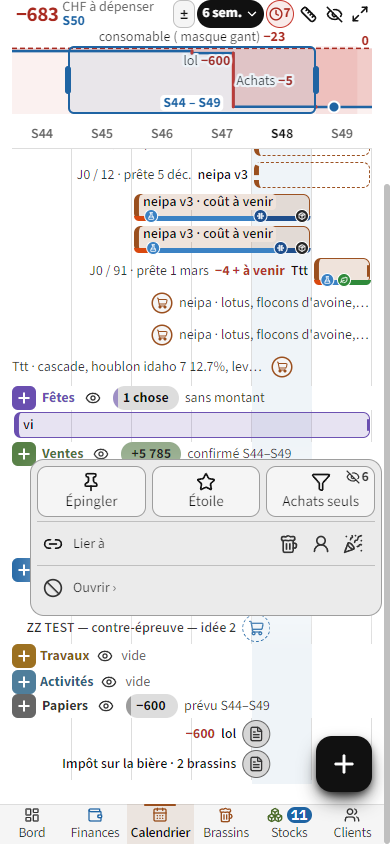 −683 CHF à dépenser S50
± 6 sem. 7
consomable ( masque gant) −23
0
lol −600
Achats −5
S44 – S49
S44 S45 S46 S47 S48 S49
J0 / 12 · prête 5 déc. neipa v3
neipa v3 · coût à venir
neipa v3 · coût à venir
J0 / 91 · prête 1 mars −4 + à venir Ttt
neipa · lotus, flocons d'avoine,…
neipa · lotus, flocons d'avoine,…
Ttt · cascade, houblon idaho 7 12.7%, lev…
Fêtes 1 chose sans montant
vi
Ventes +5 785 confirmé S44–S49
6
Épingler Étoile Achats seuls
Lier à
Ouvrir ›
ZZ TEST — contre-épreuve — idée 2
Travaux vide
Activités vide
Papiers −600 prévu S44–S49
−600 lol
Impôt sur la bière · 2 brassins
11
Bord Finances Calendrier Brassins Stocks Clients